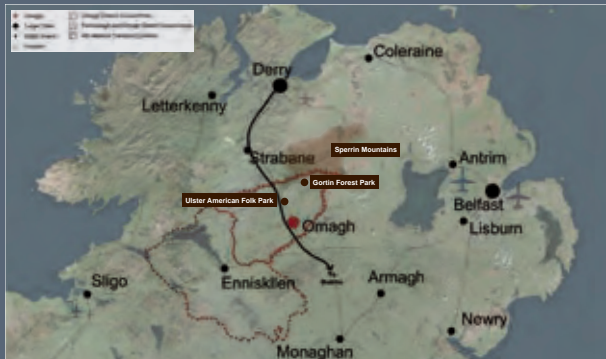 Coleraine
Derry
Letterkenny
Strabane
Sperrin Mountains
Antrim
Gortin Forest Park
Ulster American Folk Park
Belfast
Omagh
Lisburn
Enniskillen
Sligo
Armagh
Newry
Monaghan